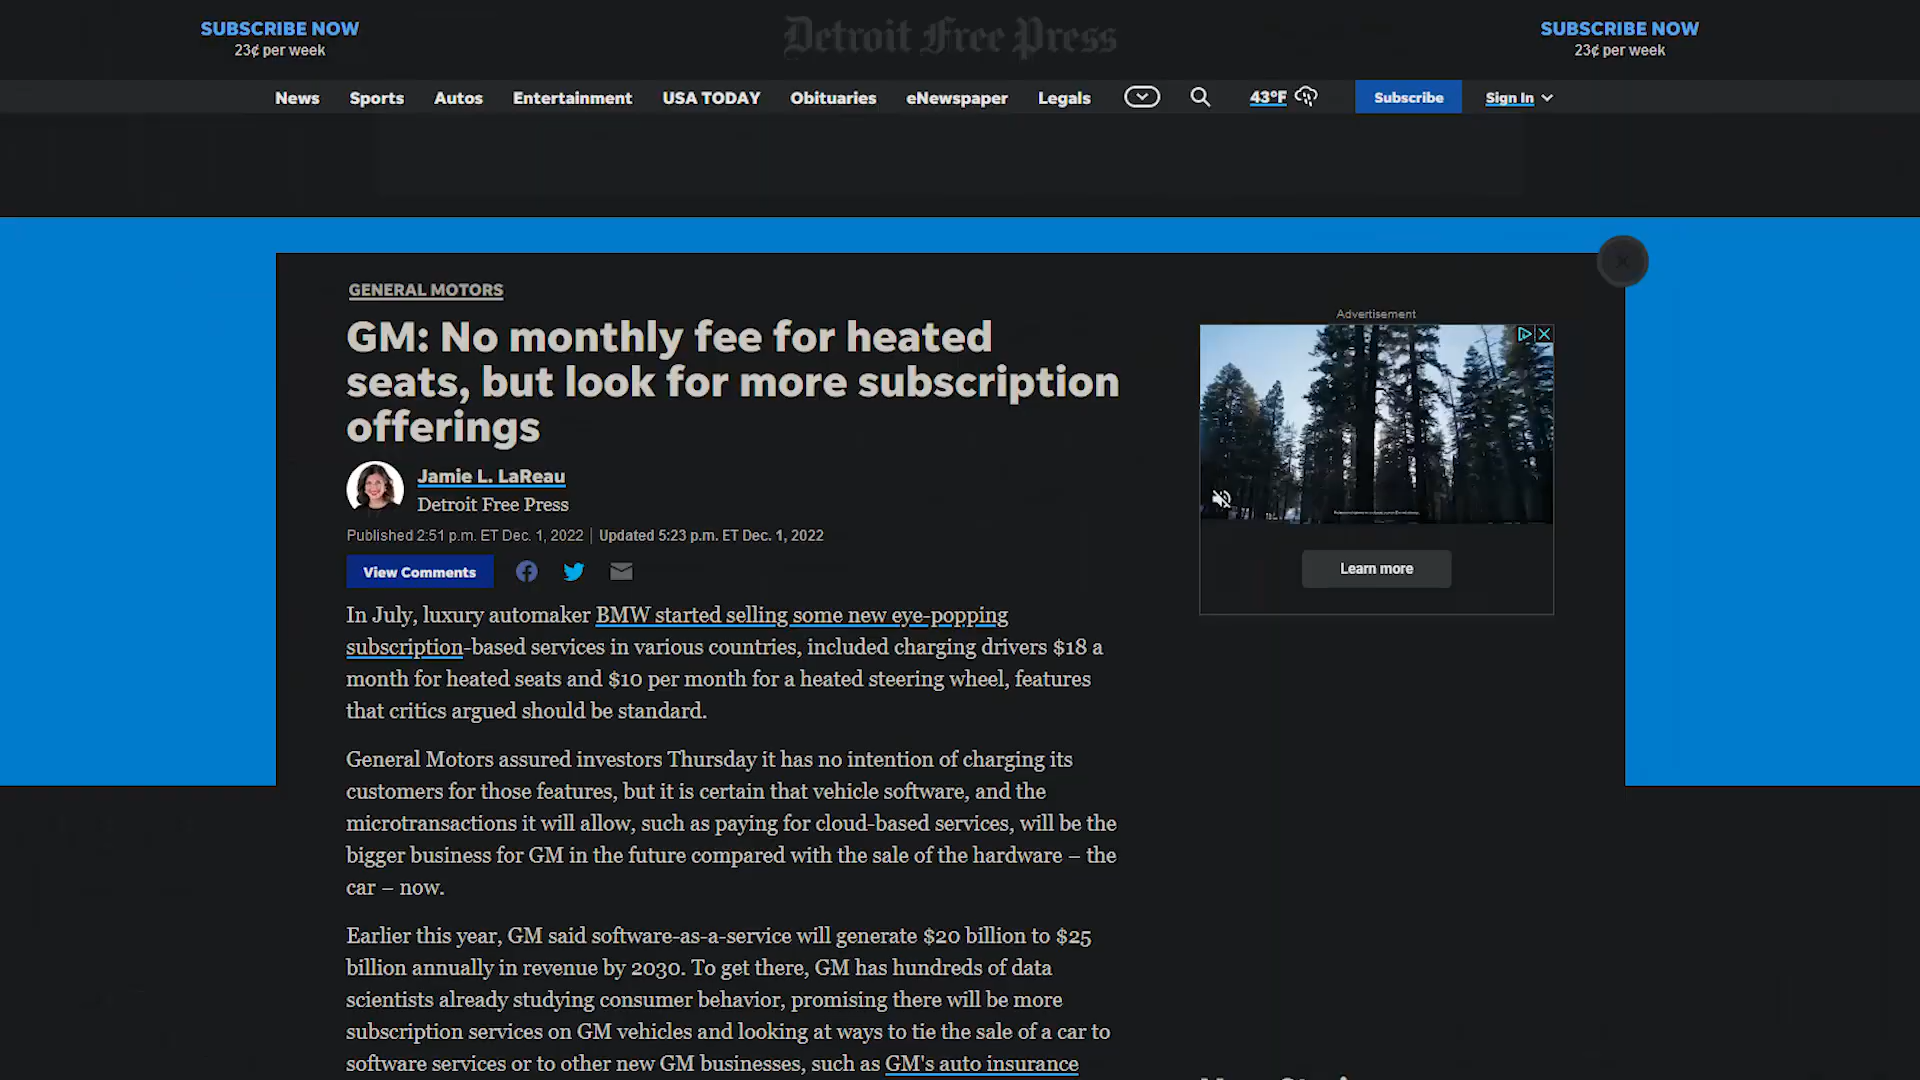 SUBSCRIBE NOW
23¢ per week
Detroit Free Press
SUBSCRIBE NOW
23¢ per week
News Sports Autos Entertainment USA TODAY Obituaries eNewspaper Legals 43°F Subscribe Sign In
GENERAL MOTORS
GM: No monthly fee for heated
seats, but look for more subscription
offerings
Jamie L. LaReau
Detroit Free Press
Published 2:51 p.m. ET Dec. 1, 2022 | Updated 5:23 p.m. ET Dec. 1, 2022
View Comments
In July, luxury automaker BMW started selling some new eye-popping
subscription-based services in various countries, included charging drivers $18 a
month for heated seats and $10 per month for a heated steering wheel, features
that critics argued should be standard.
General Motors assured investors Thursday it has no intention of charging its
customers for those features, but it is certain that vehicle software, and the
microtransactions it will allow, such as paying for cloud-based services, will be the
bigger business for GM in the future compared with the sale of the hardware – the
car – now.
Earlier this year, GM said software-as-a-service will generate $20 billion to $25
billion annually in revenue by 2030. To get there, GM has hundreds of data
scientists already studying consumer behavior, promising there will be more
subscription services on GM vehicles and looking at ways to tie the sale of a car to
software services or to other new GM businesses, such as GM's auto insurance
Advertisement
Learn more